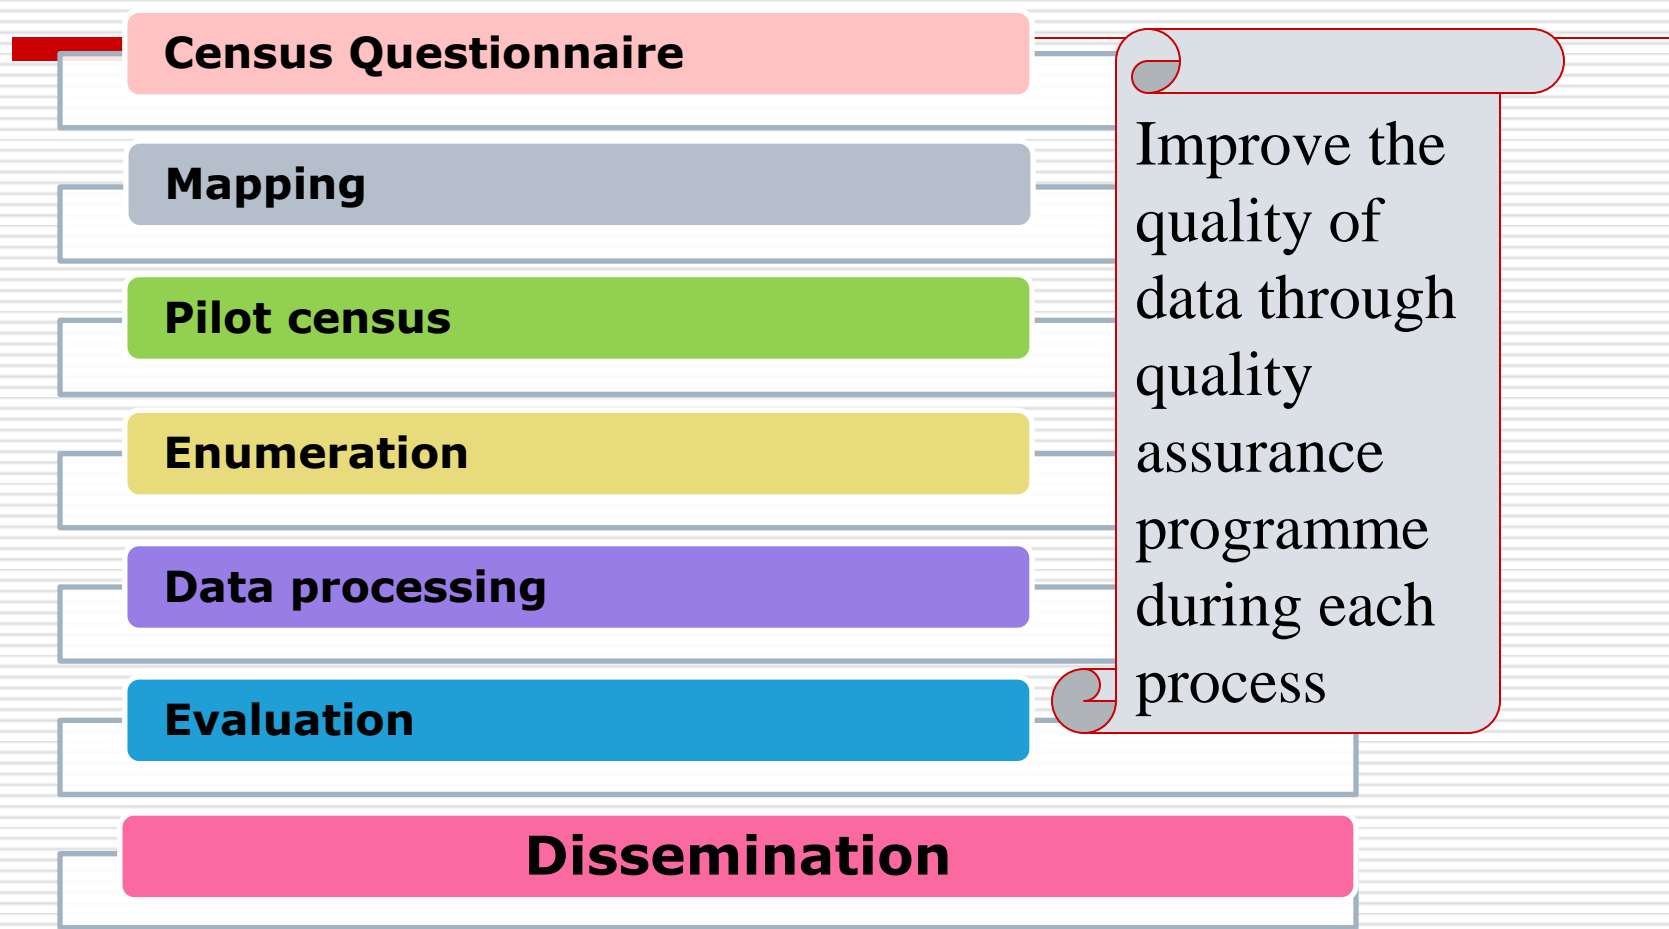 Census Questionnaire
Mapping
Pilot census
Enumeration
Data processing
Evaluation
Dissemination
Improve the
quality of
data through
quality
assurance
programme
during each
process